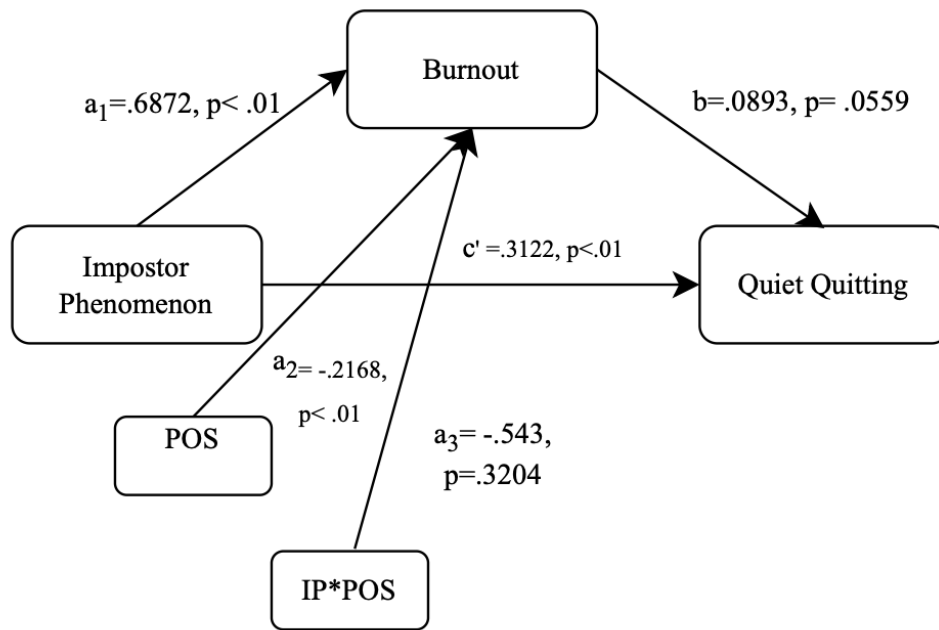 Burnout
a1=.6872, p< .01
b=.0893, p= .0559
Impostor
Phenomenon
c' =.3122, p<.01
Quiet Quitting
a2= -.2168,
p< .01
POS
a3= -.543,
p=.3204
IP*POS